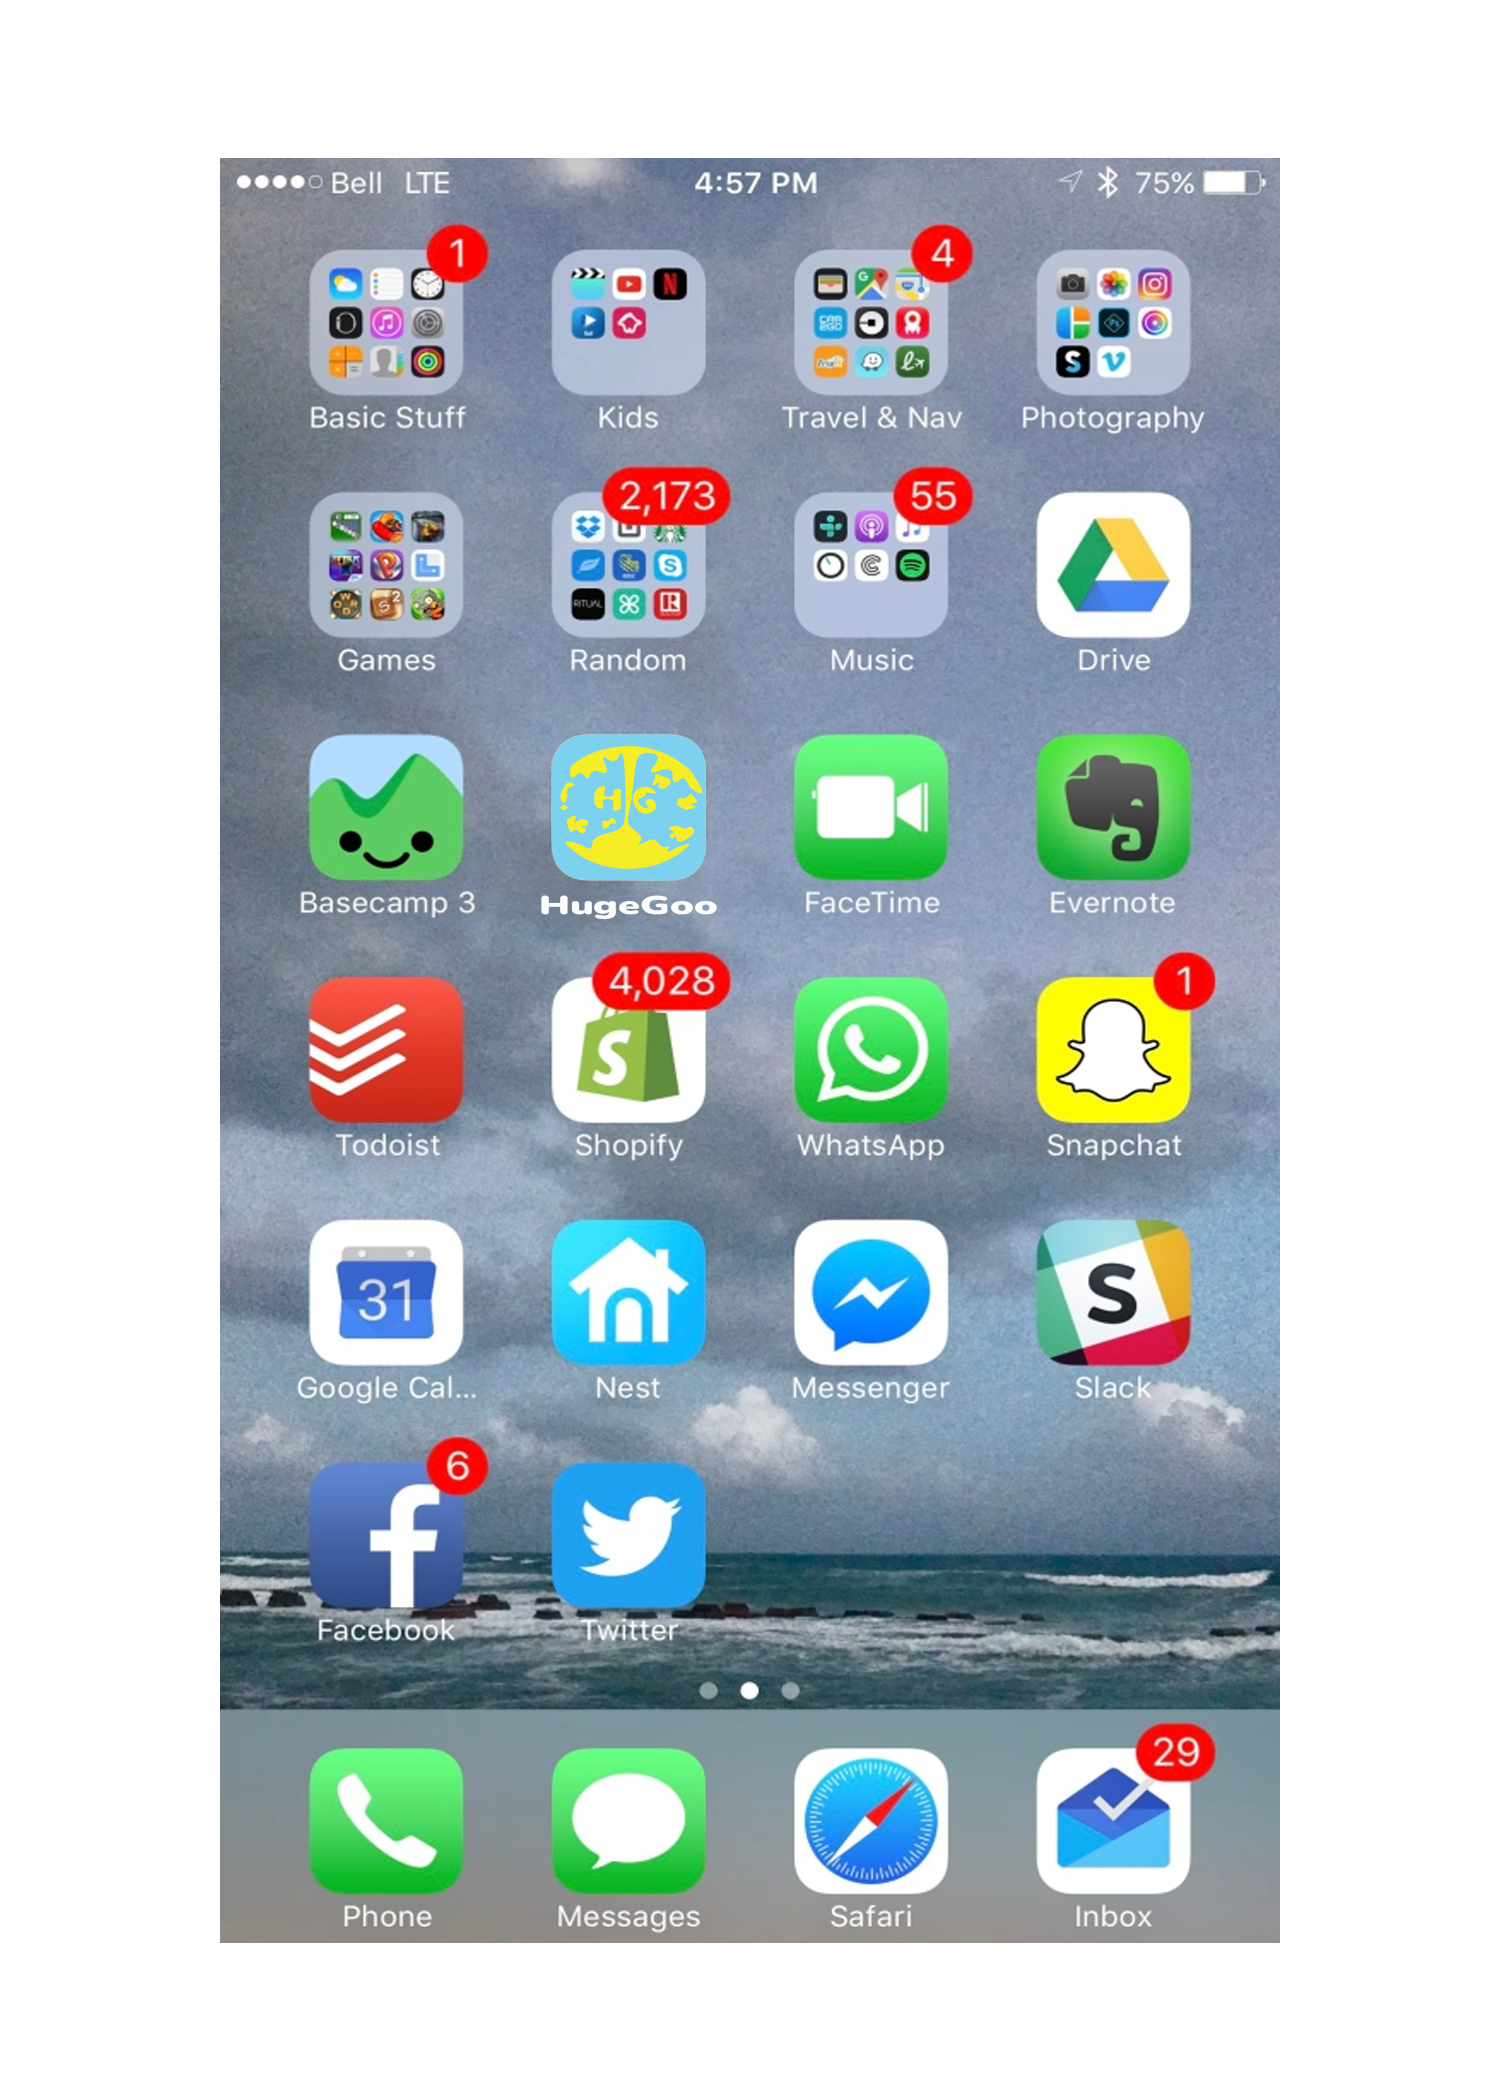 Bell LTE 4:57 PM 75%
1 4
Basic Stuff Kids Travel & Nav Photography
2,173 55
Games Random Music Drive
HG
Basecamp 3 HugeGoo FaceTime Evernote
4,028 1
S
Todoist Shopify WhatsApp Snapchat
31 S
Google Cal... Nest Messenger Slack
6
f
Facebook Twitter
29
Phone Messages Safari Inbox